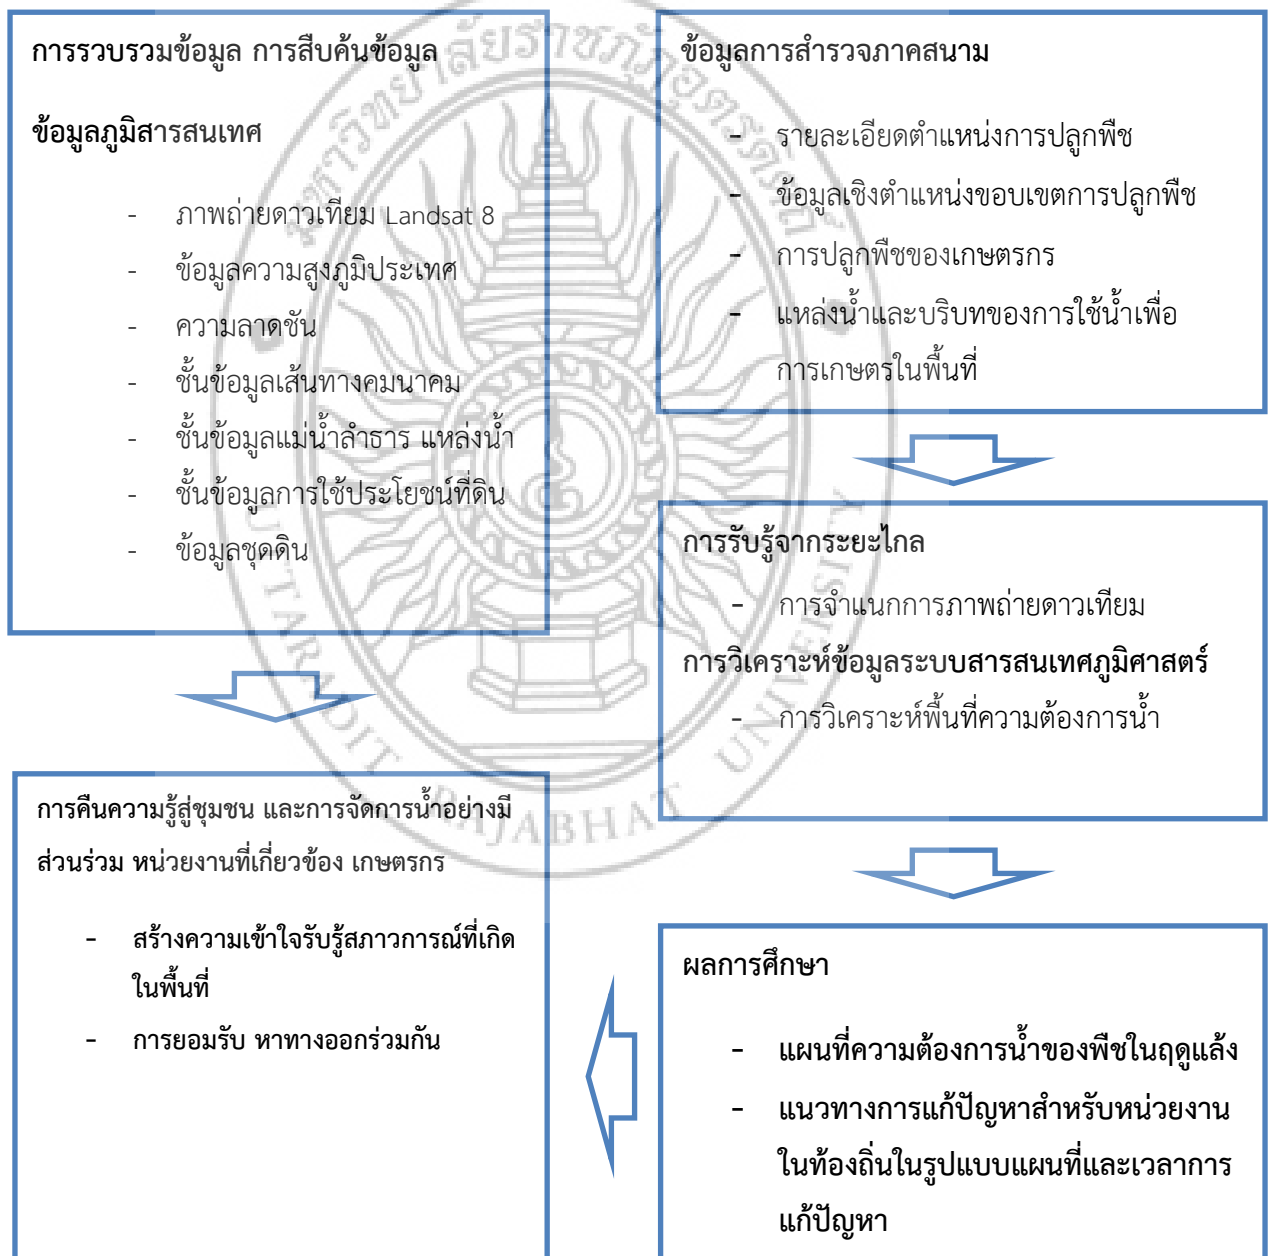 การรวบรวมข้อมูล การสืบค้นข้อมูล
ข้อมูลภูมิสารสนเทศ
- ภาพถ่ายดาวเทียม Landsat 8
- ข้อมูลความสูงภูมิประเทศ
- ความลาดชัน
- ชั้นข้อมูลเส้นทางคมนาคม
- ชั้นข้อมูลแม่น้ำลำธาร แหล่งน้ำ
- ชั้นข้อมูลการใช้ประโยชน์ที่ดิน
- ข้อมูลชุดดิน
ข้อมูลการสำรวจภาคสนาม
- รายละเอียดตำแหน่งการปลูกพืช
- ข้อมูลเชิงตำแหน่งขอบเขตการปลูกพืช
- การปลูกพืชของเกษตรกร
- แหล่งน้ำและบริบทของการใช้น้ำเพื่อ
การเกษตรในพื้นที่
การรับรู้จากระยะไกล
- การจำแนกการภาพถ่ายดาวเทียม
การวิเคราะห์ข้อมูลระบบสารสนเทศภูมิศาสตร์
- การวิเคราะห์พื้นที่ความต้องการน้ำ
การคืนความรู้สู่ชุมชน และการจัดการน้ำอย่างมี
ส่วนร่วม หน่วยงานที่เกี่ยวข้อง เกษตรกร
- สร้างความเข้าใจรับรู้สภาวการณ์ที่เกิด
ในพื้นที่
- การยอมรับ หาทางออกร่วมกัน
ผลการศึกษา
- แผนที่ความต้องการน้ำของพืชในฤดูแล้ง
- แนวทางการแก้ปัญหาสำหรับหน่วยงาน
ในท้องถิ่นในรูปแบบแผนที่และเวลาการ
แก้ปัญหา
มหาวิทยาลัยราชภัฏอุตรดิตถ์
UTTARADIT RAJABHAT UNIVERSITY